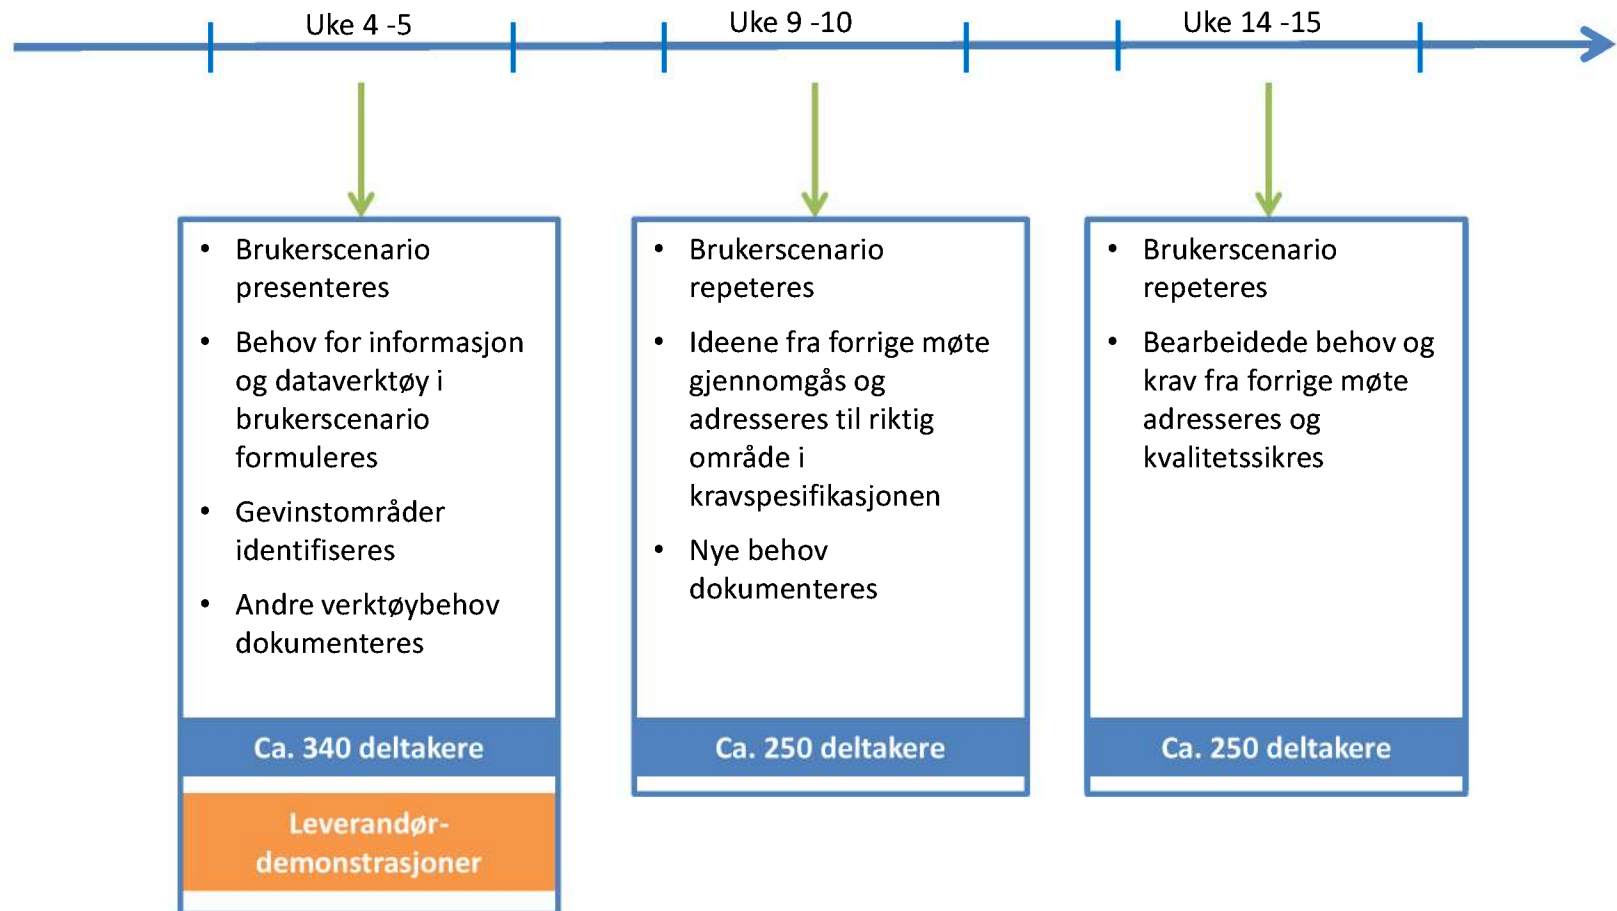 Uke 4 -5
Uke 9 -10
Uke 14 -15
• Brukerscenario
presenteres
• Behov for informasjon
og dataverktøy i
brukerscenario
formuleres
• Gevinstområder
identifiseres
• Andre verktøybehov
dokumenteres
Ca. 340 deltakere
Leverandør-
demonstrasjoner
• Brukerscenario
repeteres
• Ideene fra forrige møte
gjennomgås og
adresseres til riktig
område i
kravspesifikasjonen
• Nye behov
dokumenteres
Ca. 250 deltakere
• Brukerscenario
repeteres
• Bearbeidede behov og
krav fra forrige møte
adresseres og
kvalitetssikres
Ca. 250 deltakere